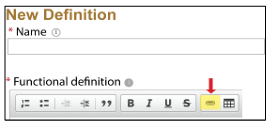 New Definition
* Name
* Functional definition
B I U S